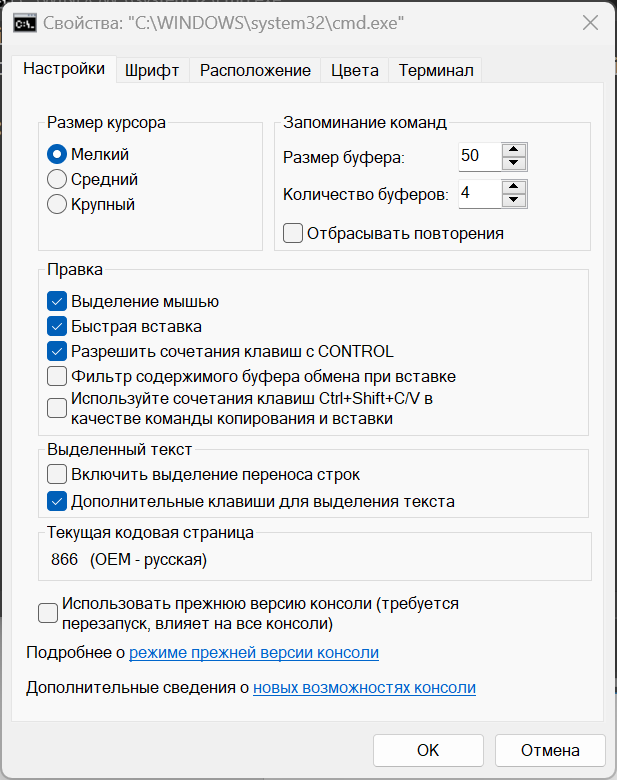 Свойства: "C:\WINDOWS\system32\cmd.exe"
Настройки Шрифт Расположение Цвета Терминал
Размер курсора
Мелкий
Средний
Крупный
Запоминание команд
Размер буфера: 50
Количество буферов: 4
Отбрасывать повторения
Правка
Выделение мышью
Быстрая вставка
Разрешить сочетания клавиш с CONTROL
Фильтр содержимого буфера обмена при вставке
Используйте сочетания клавиш Ctrl+Shift+C/V в
качестве команды копирования и вставки
Выделенный текст
Включить выделение переноса строк
Дополнительные клавиши для выделения текста
Текущая кодовая страница
866 (OEM - русская)
Использовать прежнюю версию консоли (требуется
перезапуск, влияет на все консоли)
Подробнее о режиме прежней версии консоли
Дополнительные сведения о новых возможностях консоли
OK Отмена